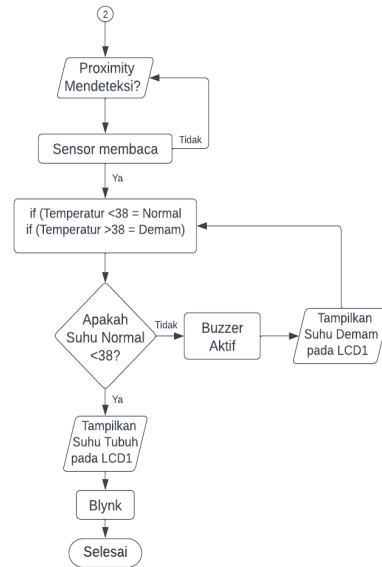 2
Proximity
Mendeteksi?
Tidak
Sensor membaca
Ya
if (Temperatur <38 = Normal
if (Temperatur >38 = Demam)
Apakah
Suhu Normal
<38?
Tidak
Buzzer
Aktif
Tampilkan
Suhu Demam
pada LCD1
Ya
Tampilkan
Suhu Tubuh
pada LCD1
Blynk
Selesai